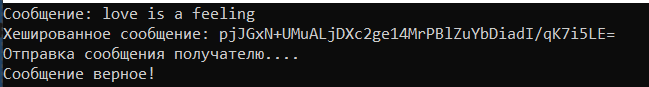 Сообщение: love is a feeling
Хешированное сообщение: pjJGxN+UMuALjDXc2ge14MrPBlZuYbDiadI/qK7i5LE=
Отправка сообщения получателю....
Сообщение верное!